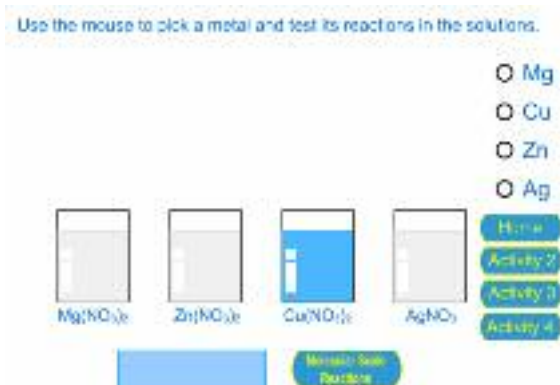 Use the mouse to pick a metal and test its reactions in the solutions.
Mg
Cu
Zn
Ag
Home
Activity 2
Activity 3
Activity 4
Mg(NO₃)₂
Zn(NO₃)₂
Cu(NO₃)₂
AgNO₃
Reactions